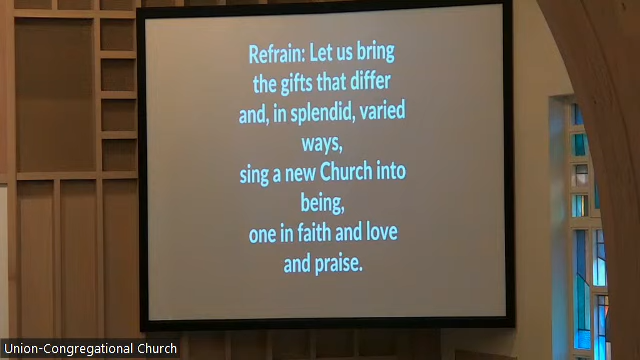 Refrain: Let us bring
the gifts that differ
and, in splendid, varied
ways,
sing a new Church into
being,
one in faith and love
and praise.
Union-Congregational Church